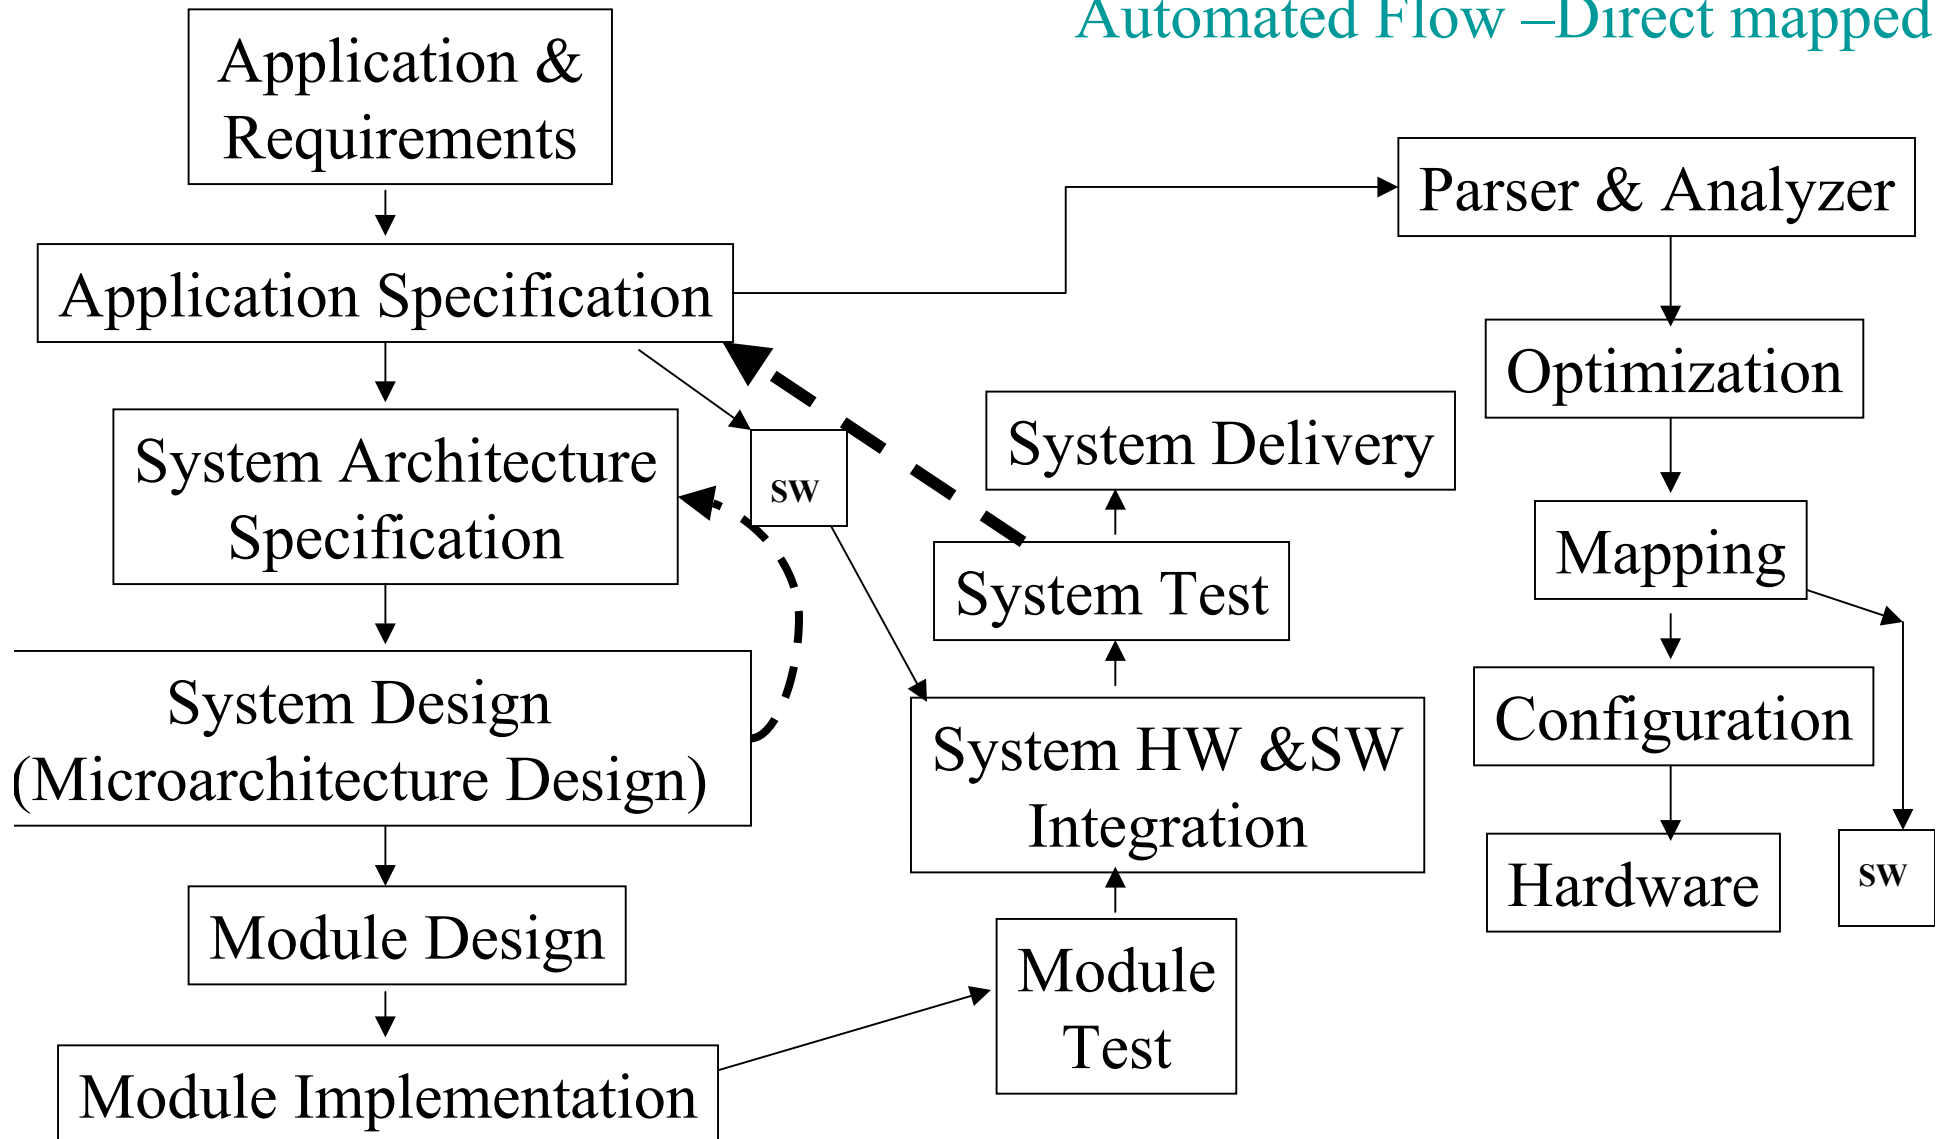 Automated Flow –Direct mapped
Application &
Requirements
Application Specification
System Architecture
Specification
System Design
(Microarchitecture Design)
Module Design
Module Implementation
SW
System Delivery
System Test
System HW &SW
Integration
Module
Test
Parser & Analyzer
Optimization
Mapping
Configuration
Hardware
SW